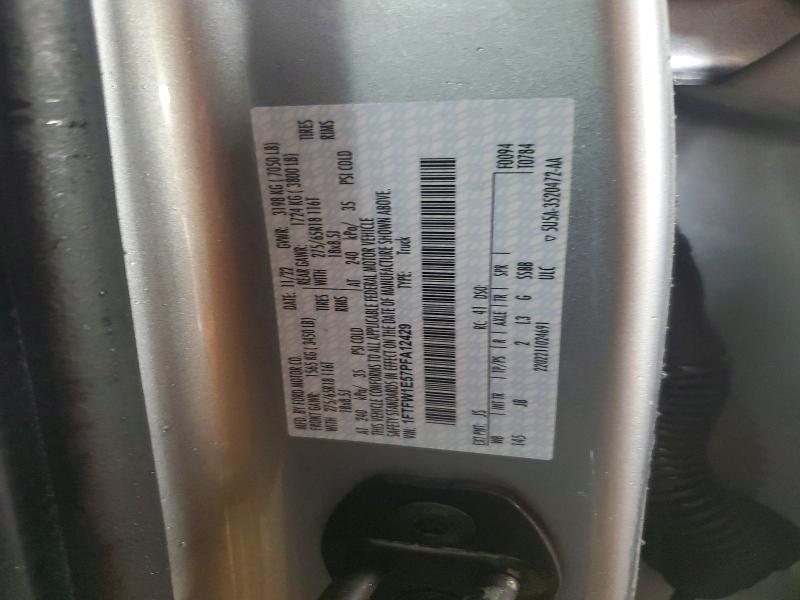 MFD. BY FORD MOTOR CO. DATE: 11/22 GVWR: 3198 KG ( 7050 LB)
FRONT GAWR: 1565 KG ( 3450 LB) REAR GAWR: 1724 KG ( 3800 LB)
WITH 275/65R18 116T TIRES WITH 275/65R18 116T TIRES
18x8.5J RIMS 18x8.5J RIMS
AT 240 kPa/ 35 PSI COLD AT 240 kPa/ 35 PSI COLD
THIS VEHICLE CONFORMS TO ALL APPLICABLE FEDERAL MOTOR VEHICLE
SAFETY STANDARDS IN EFFECT ON THE DATE OF MANUFACTURE SHOWN ABOVE.
VIN: 1FTFW1E57PFA12429 TYPE: Truck
EXT PNT: JS RC: 41 DSO: F0094
WB INT TR TP/PS R AXLE TR SPR T0784
145 JB 2 L3 G SSBB
220221024691 ULC ▽ 5U5A-3520472-AA